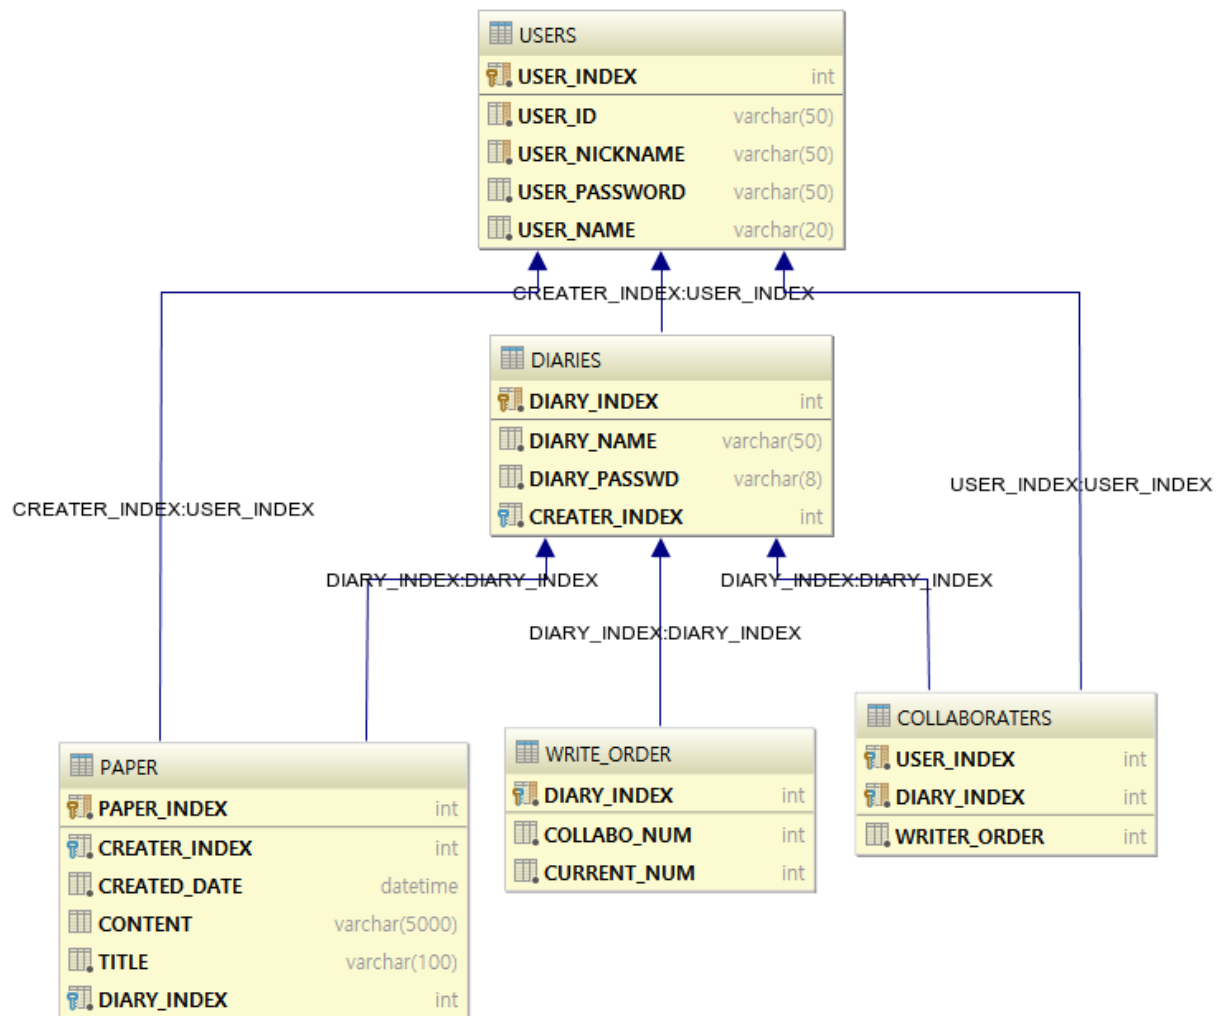 USERS
USER_INDEX int
USER_ID varchar(50)
USER_NICKNAME varchar(50)
USER_PASSWORD varchar(50)
USER_NAME varchar(20)
CREATER_INDEX:USER_INDEX
DIARIES
DIARY_INDEX int
DIARY_NAME varchar(50)
DIARY_PASSWD varchar(8)
CREATER_INDEX int
USER_INDEX:USER_INDEX
CREATER_INDEX:USER_INDEX
DIARY_INDEX:DIARY_INDEX
DIARY_INDEX:DIARY_INDEX
DIARY_INDEX:DIARY_INDEX
PAPER
PAPER_INDEX int
CREATER_INDEX int
CREATED_DATE datetime
CONTENT varchar(5000)
TITLE varchar(100)
DIARY_INDEX int
WRITE_ORDER
DIARY_INDEX int
COLLABO_NUM int
CURRENT_NUM int
COLLABORATERS
USER_INDEX int
DIARY_INDEX int
WRITER_ORDER int